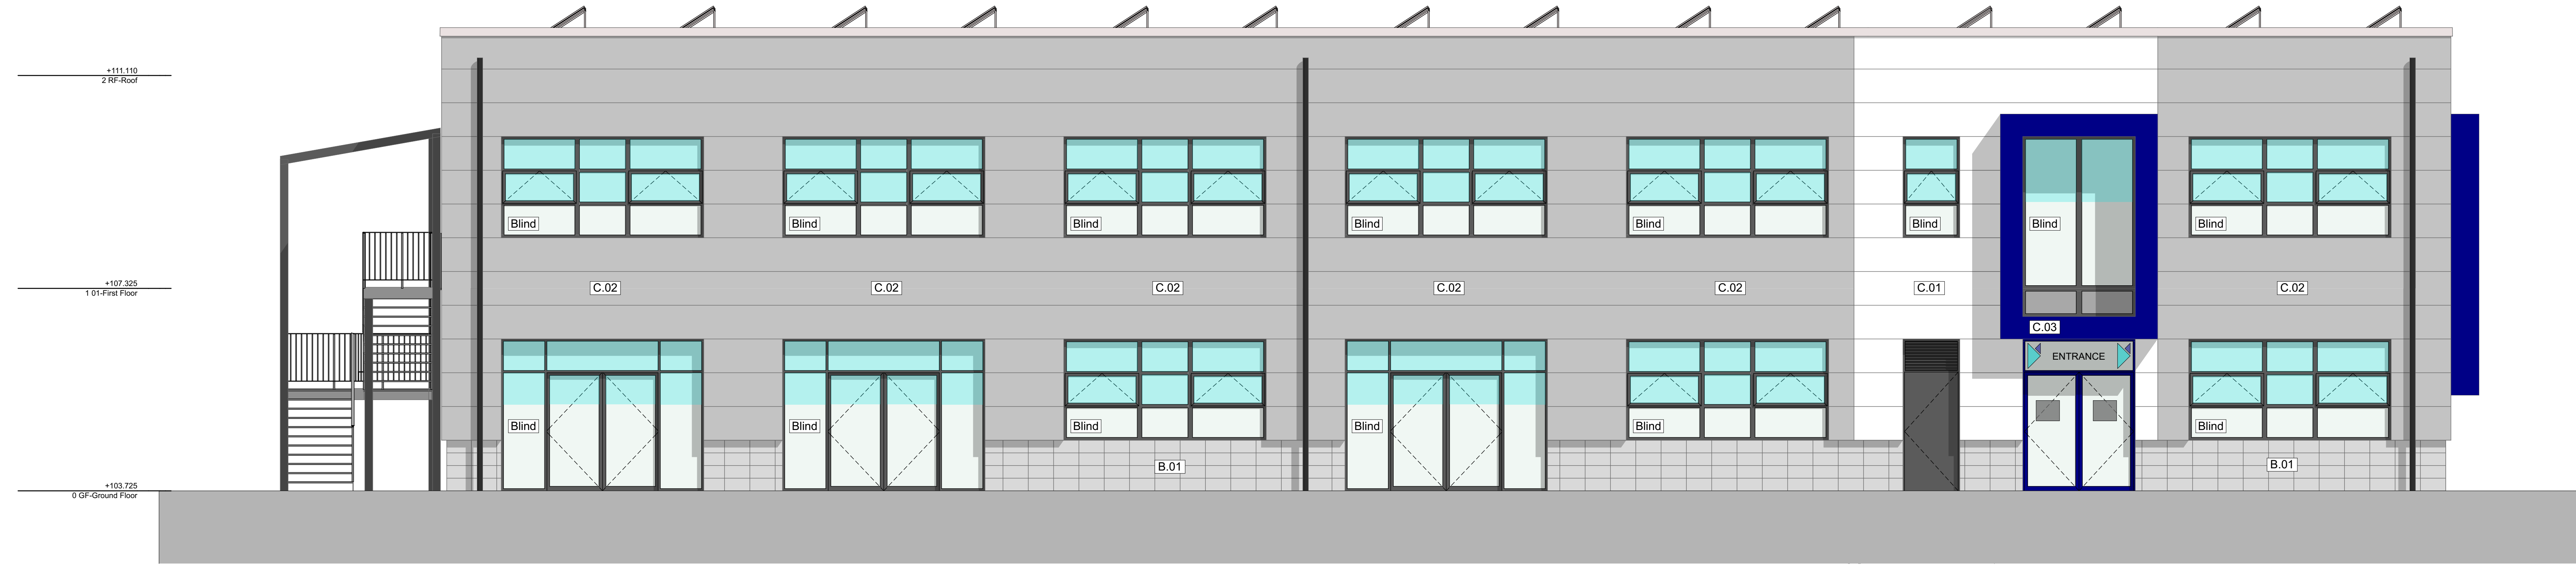 +111.110
2 RF-Roof
Blind
Blind
Blind
Blind
Blind
Blind
Blind
Blind
+107.325
1 01-First Floor
C.02
C.02
C.02
C.02
C.02
C.01
C.02
C.03
ENTRANCE
Blind
Blind
Blind
Blind
Blind
Blind
B.01
B.01
+103.725
0 GF-Ground Floor